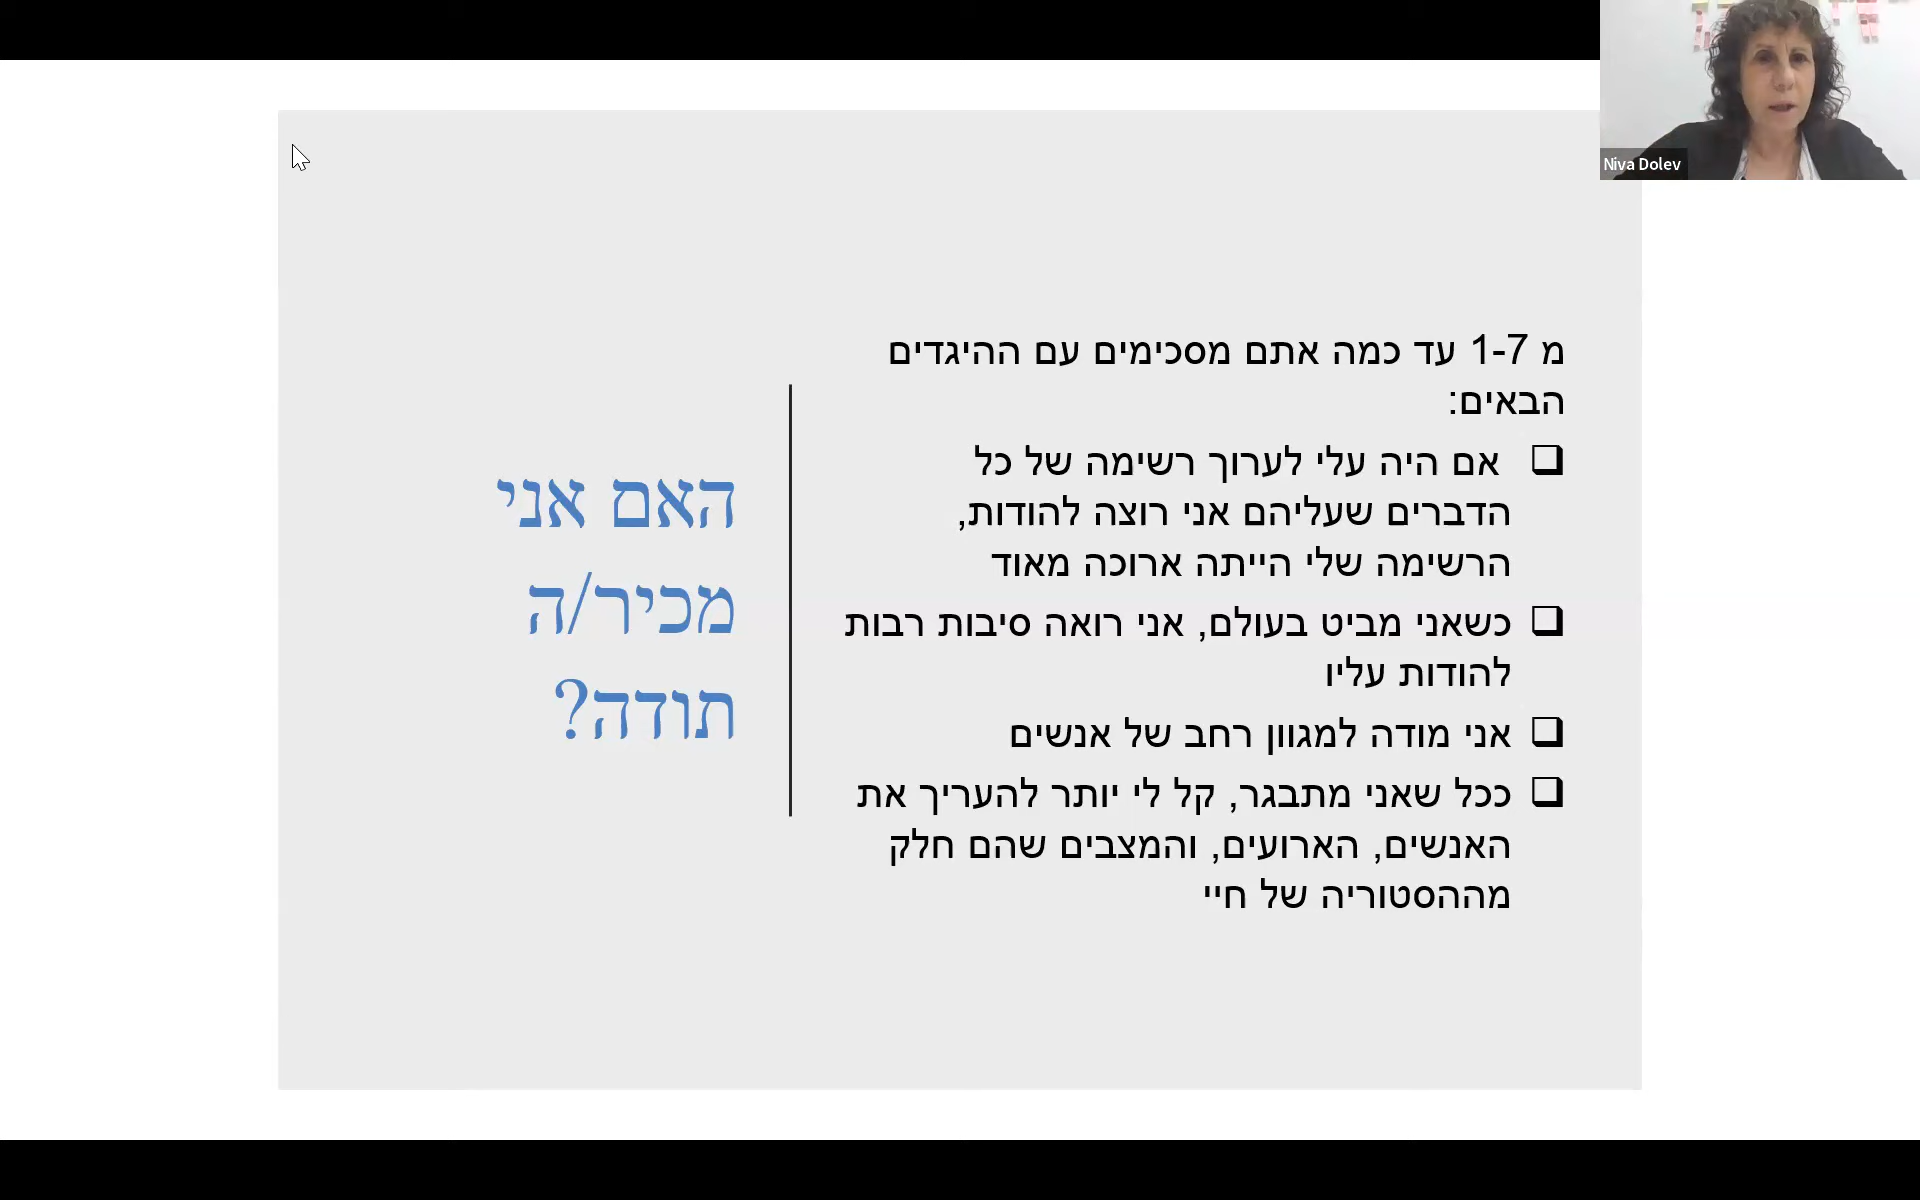 Niva Dolev
מ 1-7 עד כמה אתם מסכימים עם ההיגדים
הבאים:
אם היה עלי לערוך רשימה של כל
הדברים שעליהם אני רוצה להודות,
הרשימה שלי הייתה ארוכה מאוד
כשאני מביט בעולם, אני רואה סיבות רבות
להודות עליו
אני מודה למגוון רחב של אנשים
ככל שאני מתבגר, קל לי יותר להעריך את
האנשים, הארועים, והמצבים שהם חלק
מההסטוריה של חיי
האם אני
מכיר/ה
תודה?